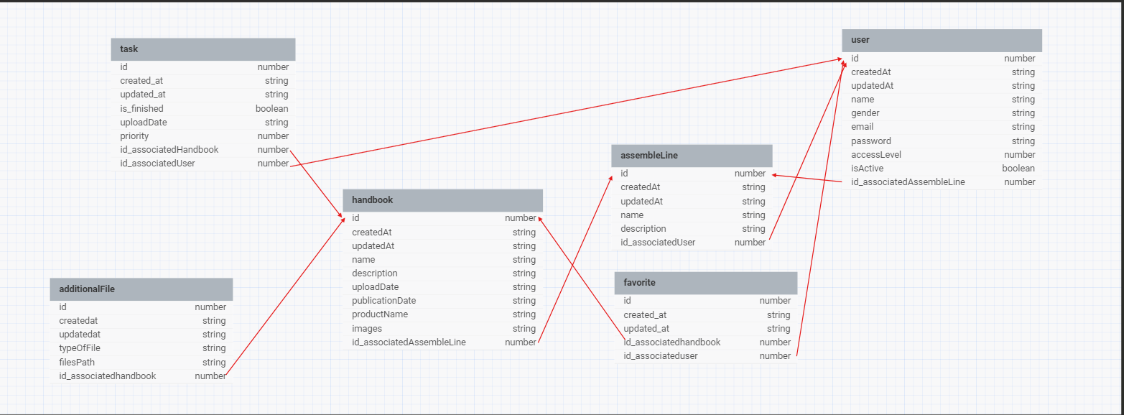 task
id number
created_at string
updated_at string
is_finished boolean
uploadDate string
priority number
id_associatedHandbook number
id_associatedUser number
user
id number
createdAt string
updatedAt string
name string
gender string
email string
password string
accessLevel number
isActive boolean
id_associatedAssembleLine number
assembleLine
id number
createdAt string
updatedAt string
name string
description string
id_associatedUser number
handbook
id number
createdAt string
updatedAt string
name string
description string
uploadDate string
publicationDate string
productName string
images string
id_associatedAssembleLine number
additionalFile
id number
createdat string
updatedat string
typeOfFile string
filesPath string
id_associatedhandbook number
favorite
id number
created_at string
updated_at string
id_associatedhandbook number
id_associateduser number